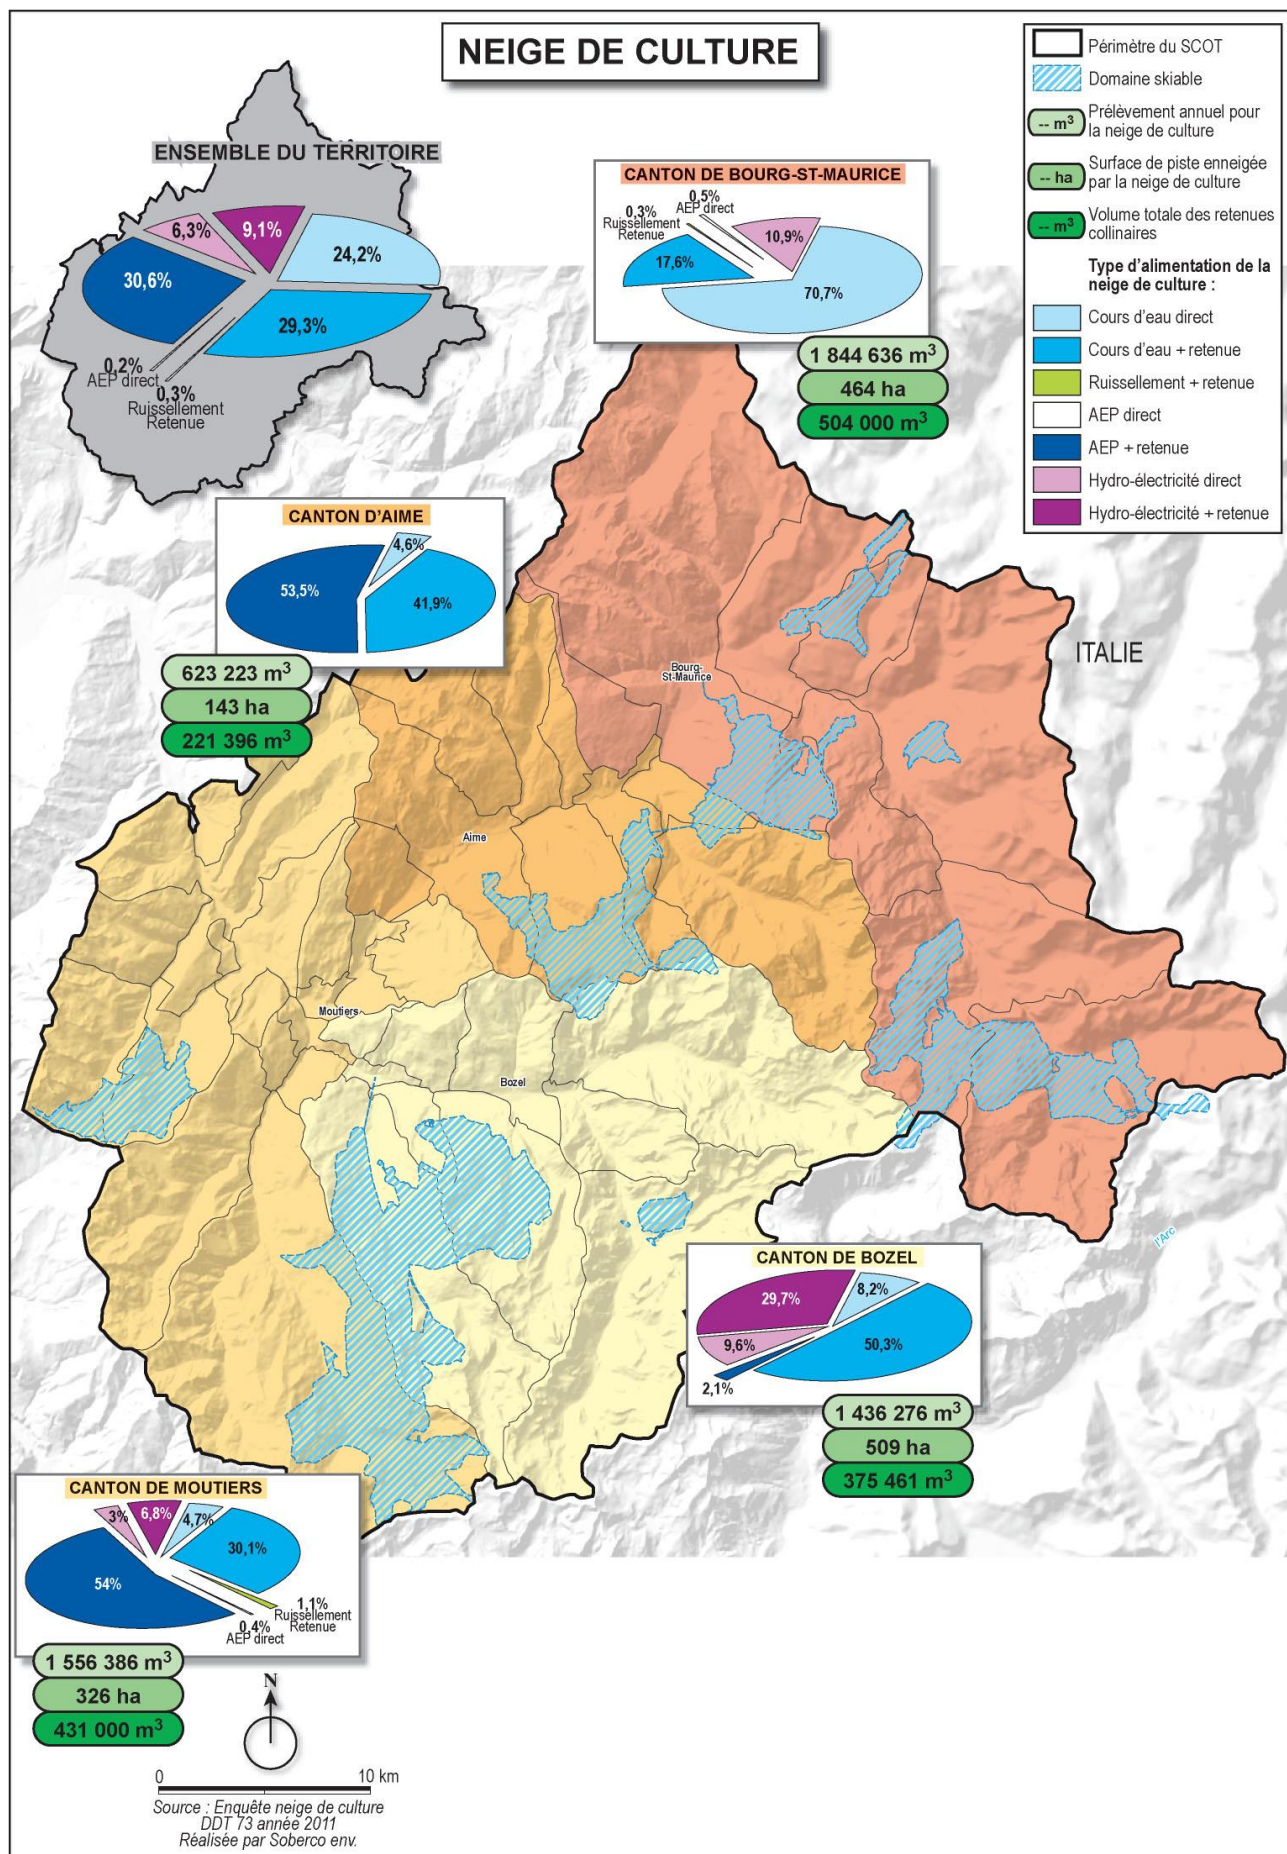 NEIGE DE CULTURE
Périmètre du SCOT
Domaine skiable
-- m³
Prélèvement annuel pour
la neige de culture
-- ha
Surface de piste enneigée
par la neige de culture
-- m³
Volume totale des retenues
collinaires
Type d'alimentation de la
neige de culture :
Cours d'eau direct
Cours d'eau + retenue
Ruissellement + retenue
AEP direct
AEP + retenue
Hydro-électricité direct
Hydro-électricité + retenue
ENSEMBLE DU TERRITOIRE
6,3%
9,1%
24,2%
30,6%
29,3%
0,2%
AEP direct
0,3%
Ruissellement
Retenue
CANTON DE BOURG-ST-MAURICE
0,5%
AEP direct
0,3%
Ruissellement
Retenue
10,9%
17,6%
70,7%
1 844 636 m³
464 ha
504 000 m³
CANTON D'AIME
4,6%
53,5%
41,9%
623 223 m³
143 ha
221 396 m³
ITALIE
Bourg-
St-Maurice
Aime
Moutiers
Bozel
l'Arc
CANTON DE BOZEL
29,7%
8,2%
9,6%
50,3%
2,1%
1 436 276 m³
509 ha
375 461 m³
CANTON DE MOUTIERS
3%
6,8%
4,7%
30,1%
54%
1,1%
Ruissellement
Retenue
0,4%
AEP direct
1 556 386 m³
326 ha
431 000 m³
N
0
10 km
Source : Enquête neige de culture
DDT 73 année 2011
Réalisée par Soberco env.